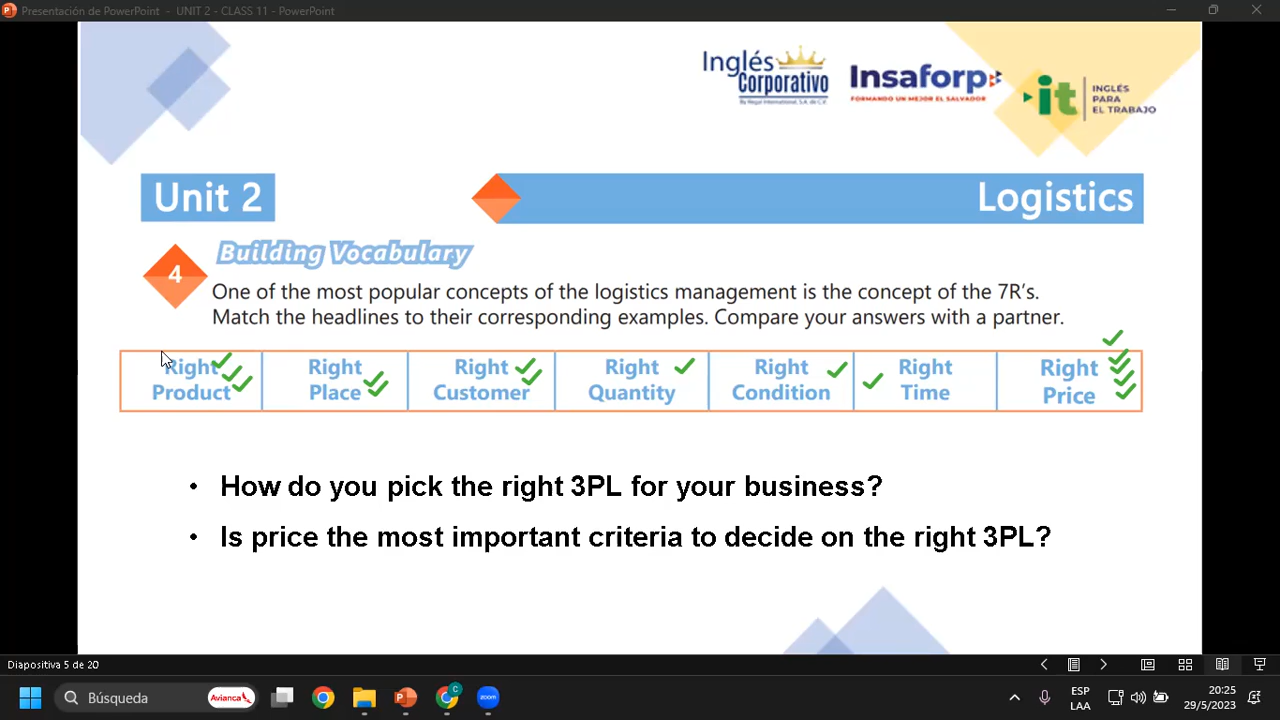 Presentación de PowerPoint - UNIT 2 - CLASS 11 - PowerPoint
Inglés
Corporativo
By Regal International, S.A. de C.V.
Insaforp
FORMANDO UN MEJOR EL SALVADOR
it
INGLÉS
PARA
EL TRABAJO
Unit 2
Logistics
4
Building Vocabulary
One of the most popular concepts of the logistics management is the concept of the 7R's.
Match the headlines to their corresponding examples. Compare your answers with a partner.
Right Product
Right Place
Right Customer
Right Quantity
Right Condition
Right Time
Right Price
• How do you pick the right 3PL for your business?
• Is price the most important criteria to decide on the right 3PL?
Diapositiva 5 de 20
Búsqueda
Avianca
C
zoom
ESP
LAA
20:25
29/5/2023